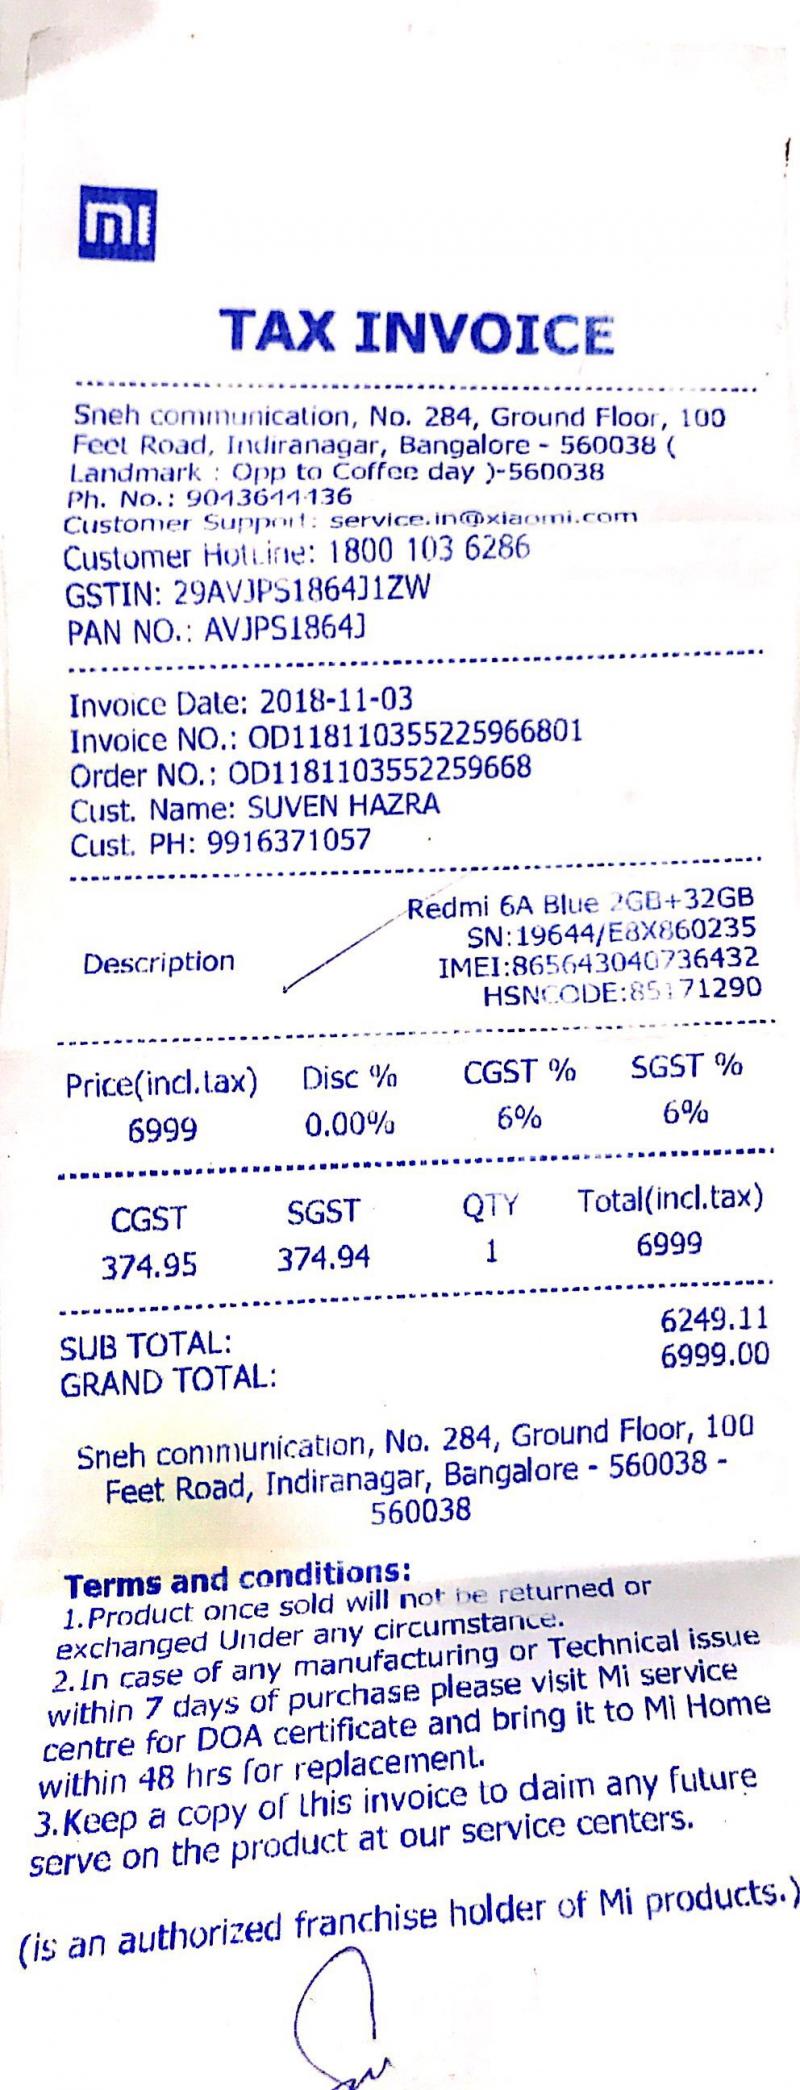 mi
TAX INVOICE
Sneh communication, No. 284, Ground Floor, 100
Feet Road, Indiranagar, Bangalore - 560038 (
Landmark : Opp to Coffee day )-560038
Ph. No.:
Customer Support: service.in@xiaomi.com
Customer HotLine: 1800 103 6286
GSTIN: 29AVJPS1864J1ZW
PAN NO.: AVJPS1864J
Invoice Date: 2018-11-03
Invoice NO.: OD118110355225966801
Order NO.: OD1181103552259668
Cust. Name: SUVEN HAZRA
Cust. PH: 9916371057
Redmi 6A Blue 2GB+32GB
SN:19644/E8X860235
Description
IMEI:865643040736432
HSNCODE:85171290
Price(incl.tax) Disc % CGST % SGST %
6999 0.00% 6% 6%
CGST SGST QTY Total(incl.tax)
374.95 374.94 1 6999
SUB TOTAL: 6249.11
GRAND TOTAL: 6999.00
Sneh communication, No. 284, Ground Floor, 100
Feet Road, Indiranagar, Bangalore - 560038 -
560038
Terms and conditions:
1.Product once sold will not be returned or
exchanged Under any circumstance.
2.In case of any manufacturing or Technical issue
within 7 days of purchase please visit Mi service
centre for DOA certificate and bring it to Mi Home
within 48 hrs for replacement.
3.Keep a copy of this invoice to claim any future
serve on the product at our service centers.
(is an authorized franchise holder of Mi products.)